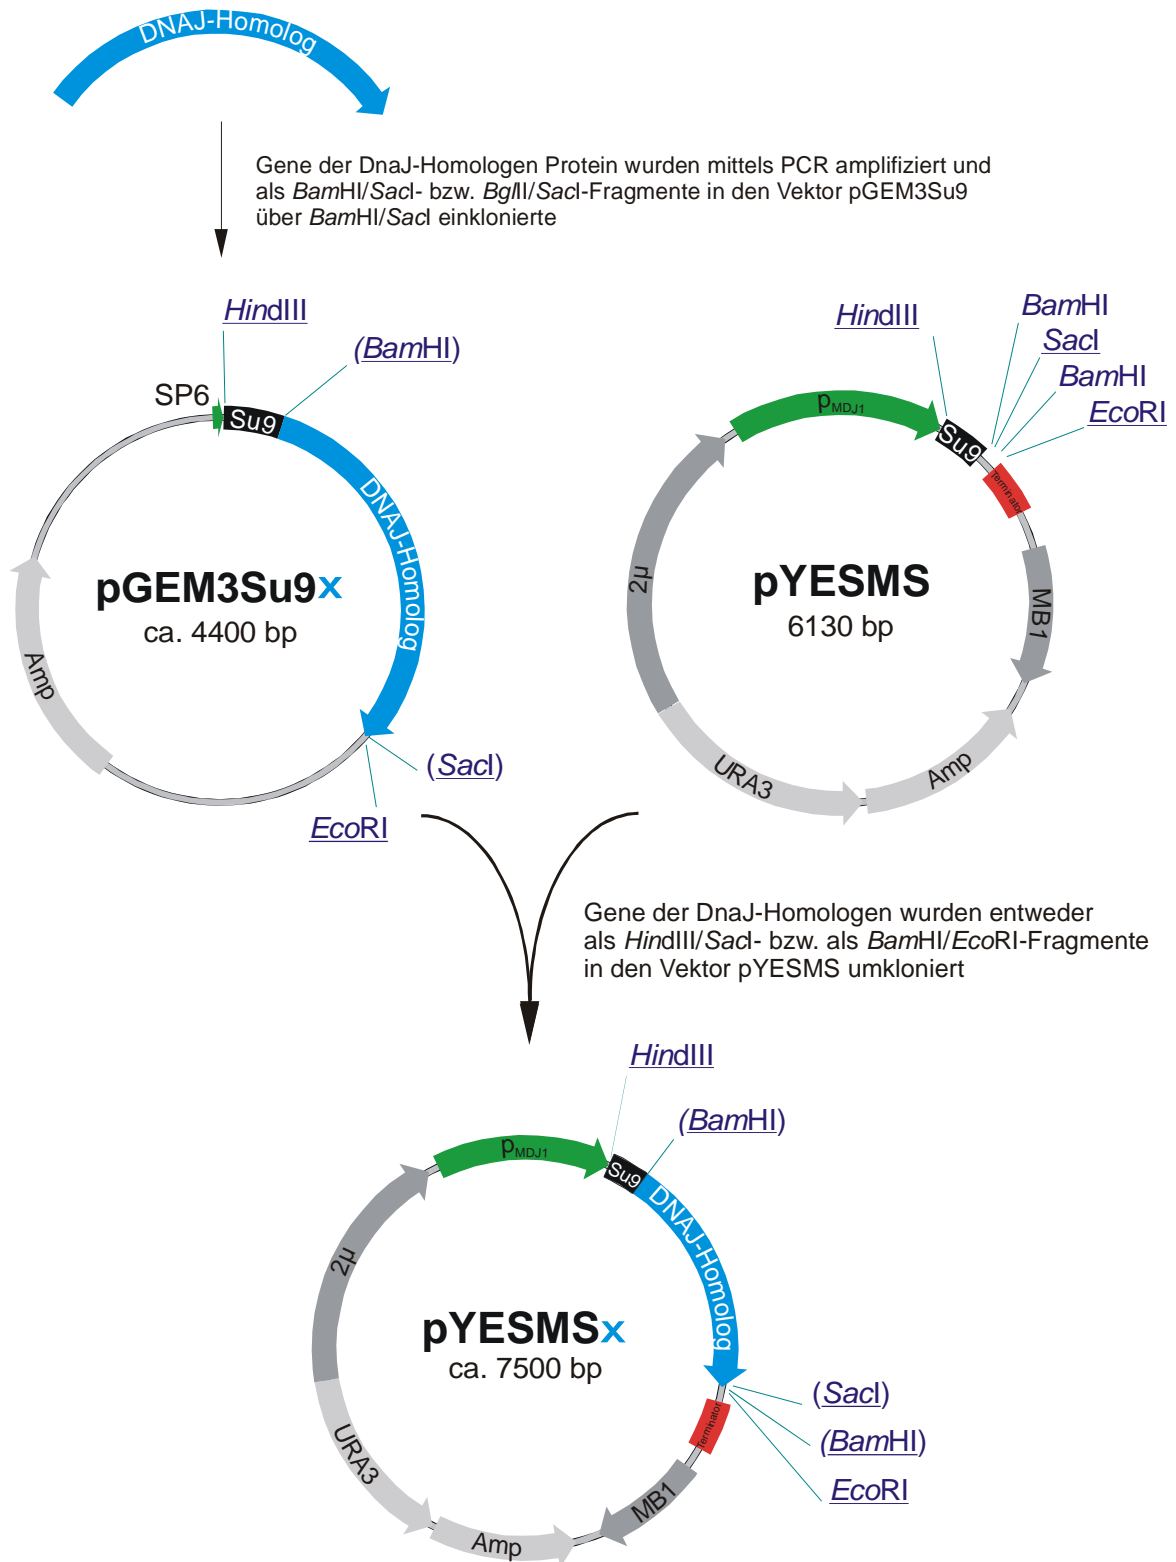 DNAJ-Homolog
Gene der DnaJ-Homologen Protein wurden mittels PCR amplifiziert und
als BamHI/SacI- bzw. BglII/SacI-Fragmente in den Vektor pGEM3Su9
über BamHI/SacI einklonierte
HindIII
(BamHI)
SP6
Su9
DNAJ-Homolog
pGEM3Su9x
ca. 4400 bp
Amp
(SacI)
EcoRI
HindIII
BamHI
SacI
BamHI
EcoRI
pMDJ1
Su9
Terminator
2µ
pYESMS
6130 bp
MB1
URA3
Amp
Gene der DnaJ-Homologen wurden entweder
als HindIII/SacI- bzw. als BamHI/EcoRI-Fragmente
in den Vektor pYESMS umkloniert
HindIII
(BamHI)
pMDJ1
Su9
DNAJ-Homolog
2µ
pYESMSx
ca. 7500 bp
(SacI)
(BamHI)
EcoRI
Terminator
URA3
MB1
Amp